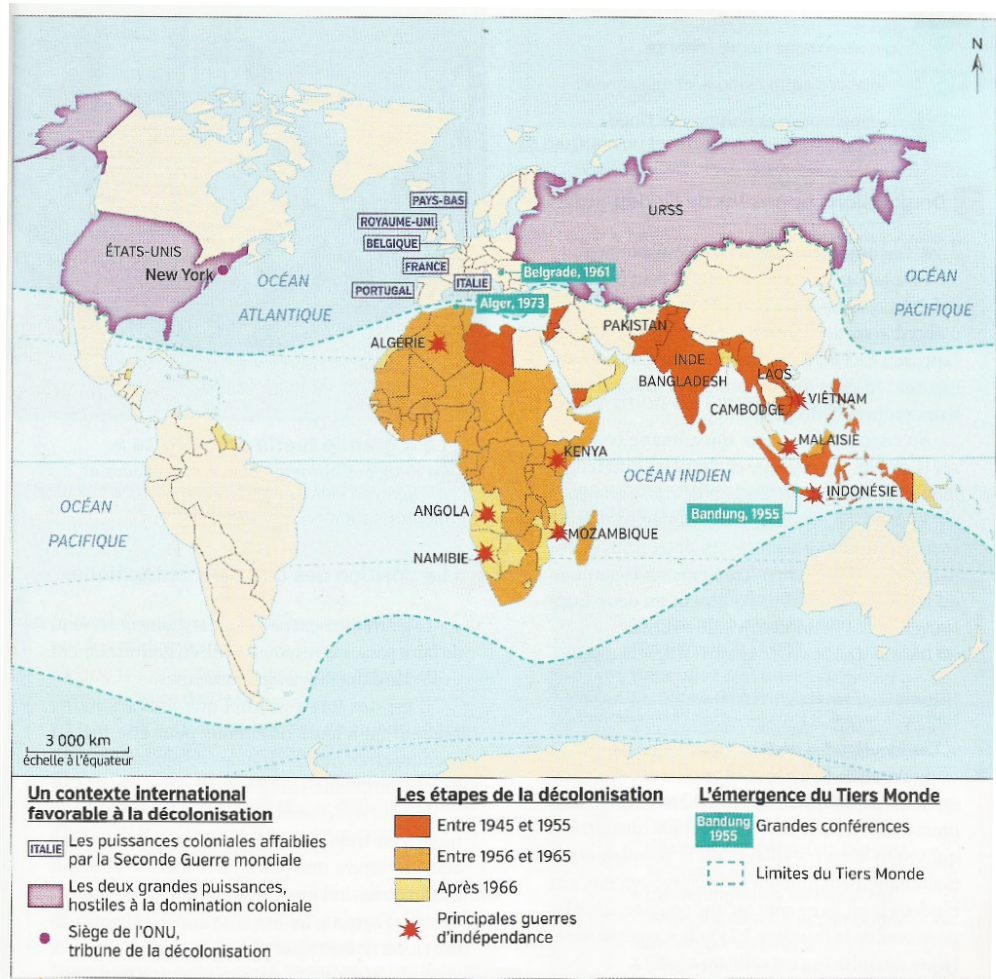 N
PAYS-BAS
ROYAUME-UNI
BELGIQUE
FRANCE
ITALIE
PORTUGAL
URSS
ÉTATS-UNIS
New York
OCÉAN
ATLANTIQUE
Belgrade, 1961
Alger, 1973
OCÉAN
PACIFIQUE
ALGÉRIE
PAKISTAN
INDE
BANGLADESH
LAOS
VIÊTNAM
CAMBODGE
MALAISIE
KENYA
OCÉAN INDIEN
INDONÉSIE
Bandung, 1955
ANGOLA
MOZAMBIQUE
NAMIBIE
OCÉAN
PACIFIQUE
3 000 km
échelle à l'équateur
Un contexte international
favorable à la décolonisation
ITALIE
Les puissances coloniales affaiblies
par la Seconde Guerre mondiale
Les deux grandes puissances,
hostiles à la domination coloniale
Siège de l'ONU,
tribune de la décolonisation
Les étapes de la décolonisation
Entre 1945 et 1955
Entre 1956 et 1965
Après 1966
Principales guerres
d'indépendance
L'émergence du Tiers Monde
Bandung
1955
Grandes conférences
Limites du Tiers Monde